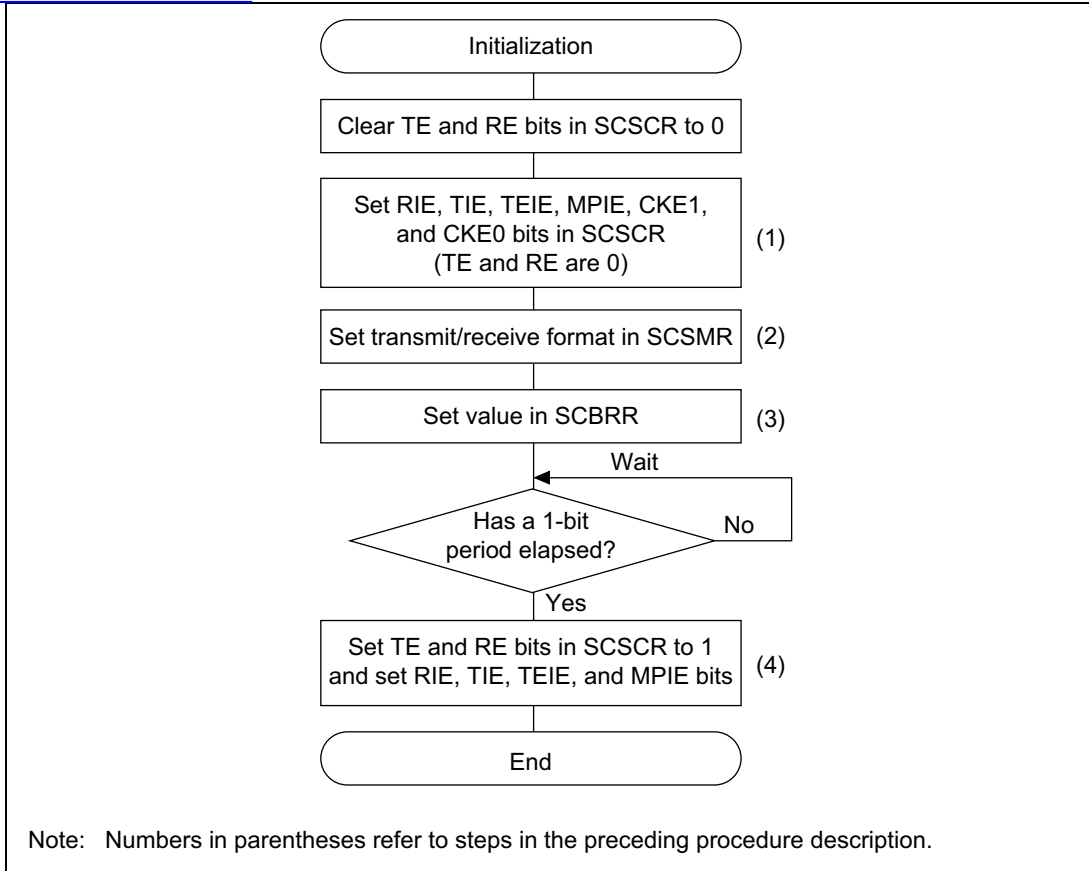 Initialization
Clear TE and RE bits in SCSCR to 0
Set RIE, TIE, TEIE, MPIE, CKE1,
and CKE0 bits in SCSCR
(TE and RE are 0)
(1)
Set transmit/receive format in SCSMR
(2)
Set value in SCBRR
(3)
Wait
Has a 1-bit
period elapsed?
No
Yes
Set TE and RE bits in SCSCR to 1
and set RIE, TIE, TEIE, and MPIE bits
(4)
End
Note: Numbers in parentheses refer to steps in the preceding procedure description.